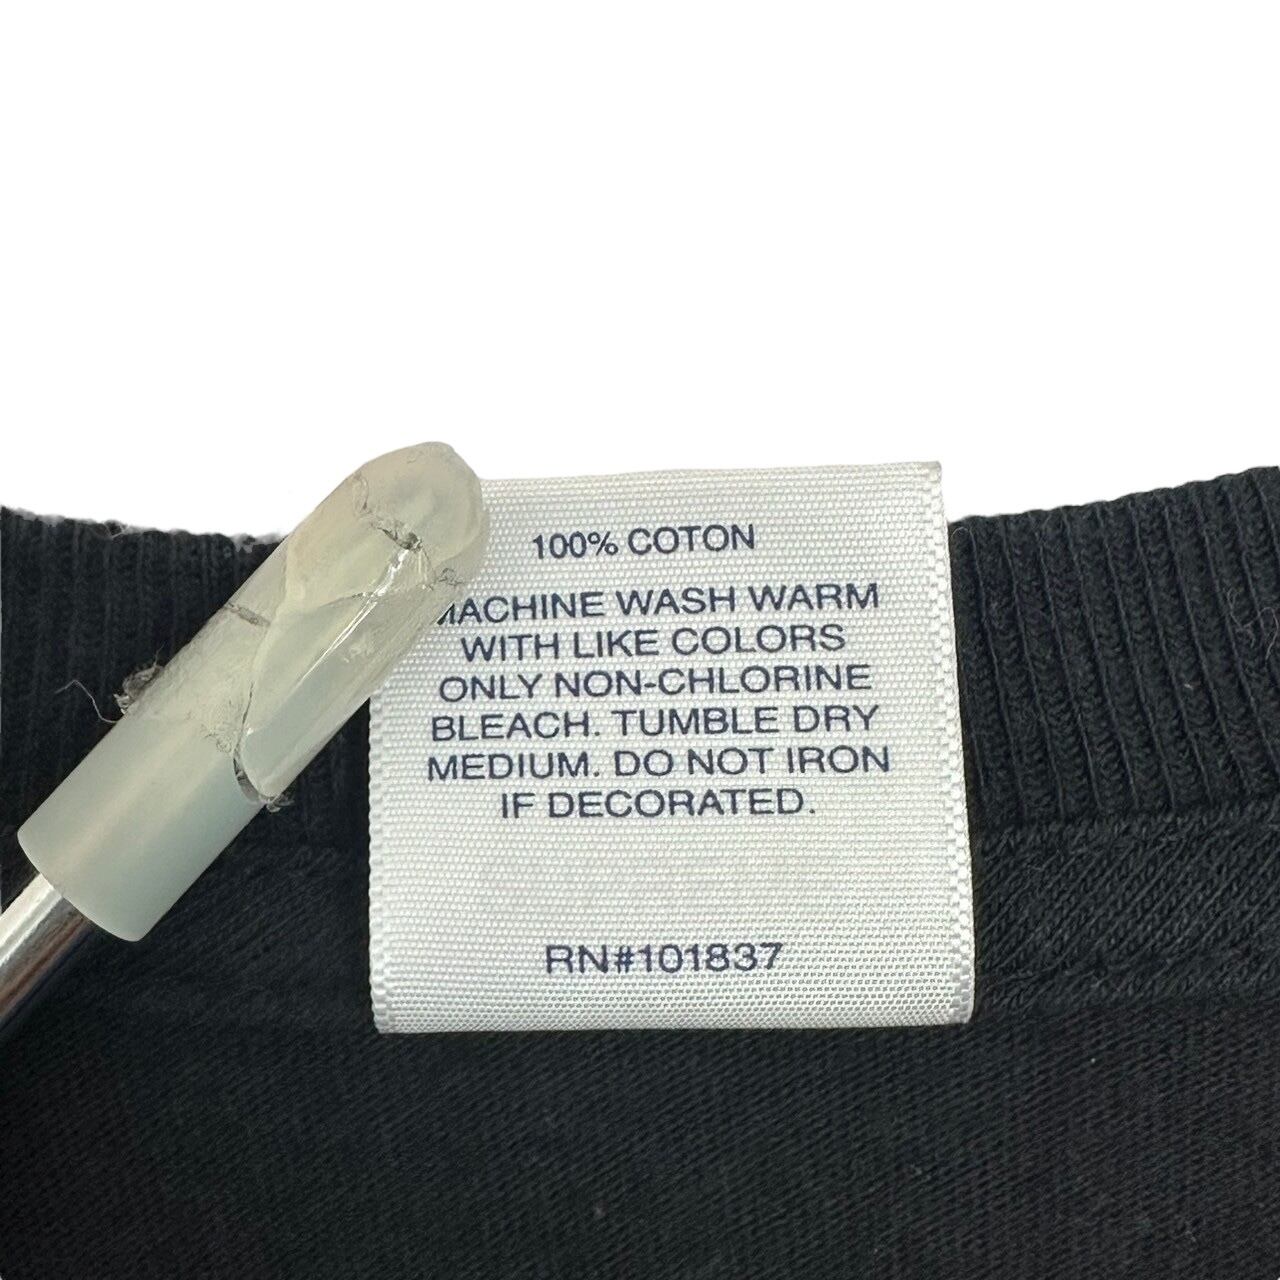 100% COTON
MACHINE WASH WARM
WITH LIKE COLORS
ONLY NON-CHLORINE
BLEACH. TUMBLE DRY
MEDIUM. DO NOT IRON
IF DECORATED.
RN#101837